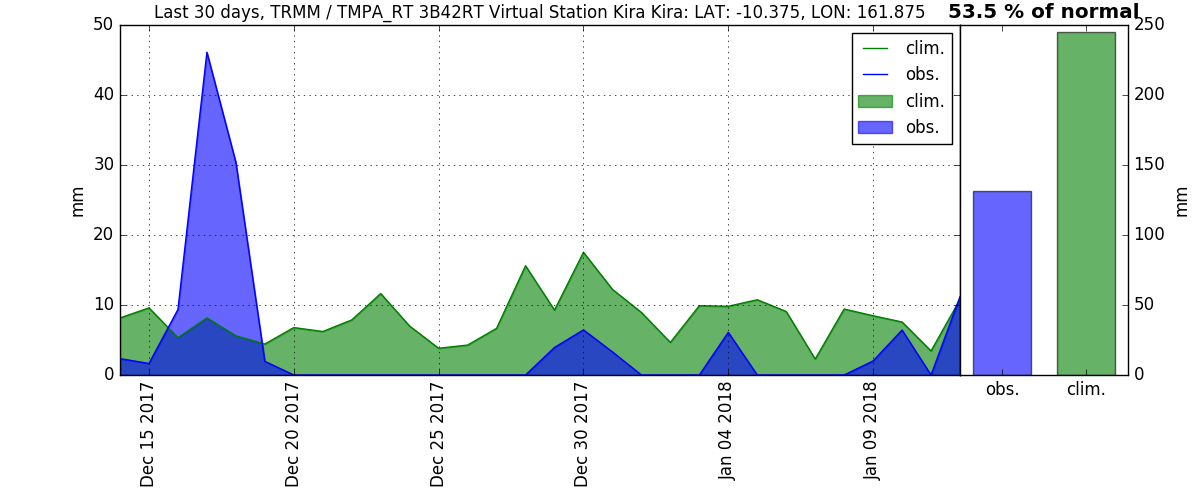 Last 30 days, TRMM / TMPA_RT 3B42RT Virtual Station Kira Kira: LAT: -10.375, LON: 161.875
53.5 % of normal
50
40
30
20
10
0
mm
clim.
obs.
clim.
obs.
250
200
150
100
50
0
mm
obs.
clim.
Dec 15 2017
Dec 20 2017
Dec 25 2017
Dec 30 2017
Jan 04 2018
Jan 09 2018